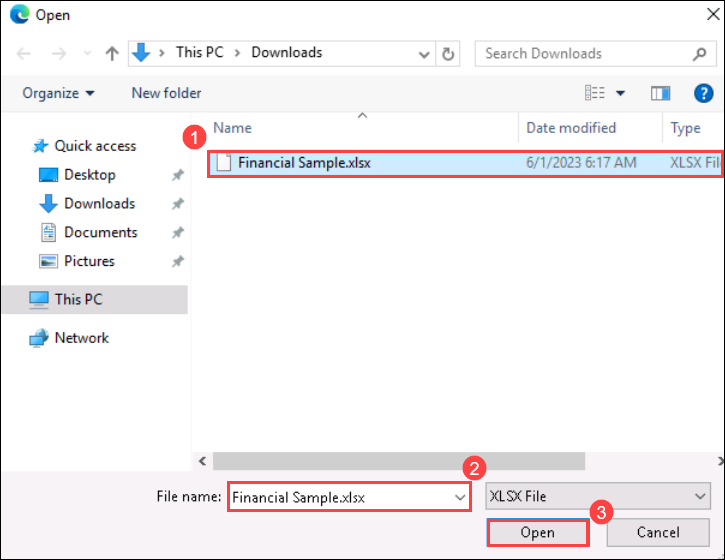 Open
This PC > Downloads
Search Downloads
Organize
New folder
?
Name
Date modified
Type
1
Financial Sample.xlsx
6/1/2023 6:17 AM
XLSX Fil
Quick access
Desktop
Downloads
Documents
Pictures
This PC
Network
2
File name:
Financial Sample.xlsx
XLSX File
3
Open
Cancel